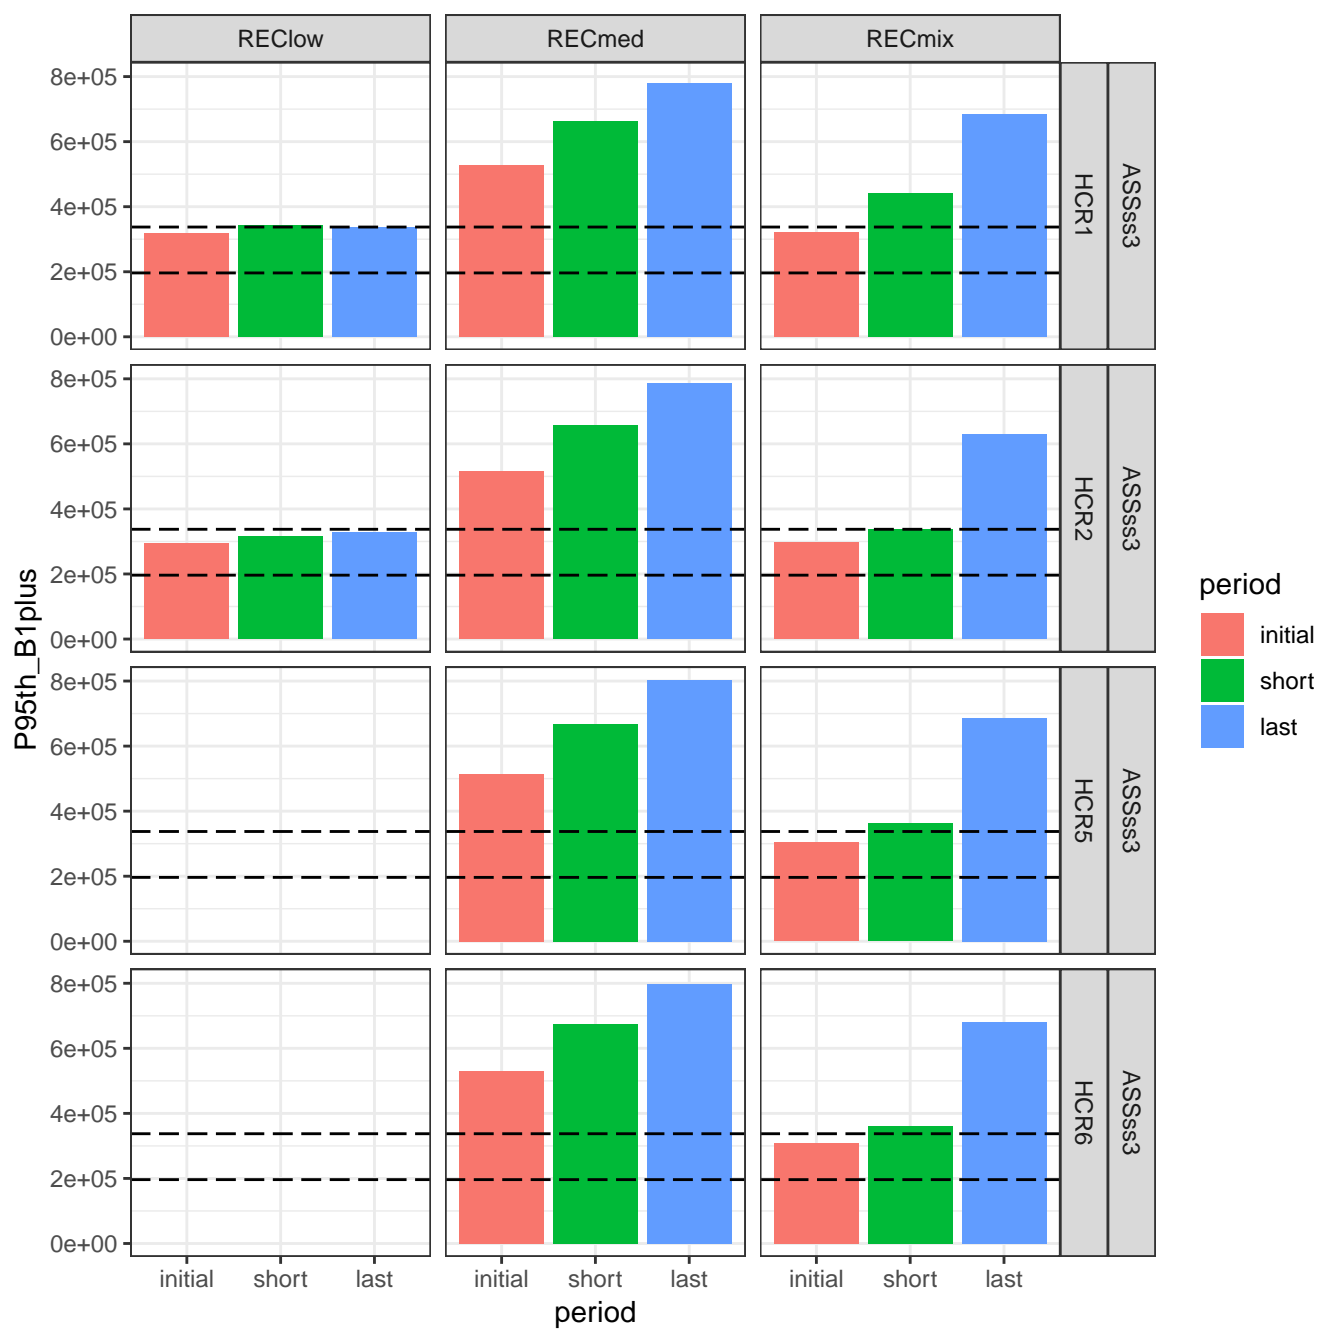 REClow RECmed RECmix
8e+05
6e+05
4e+05
2e+05
0e+00
HCR1 ASSss3
8e+05
6e+05
4e+05
2e+05
0e+00
HCR2 ASSss3
8e+05
6e+05
4e+05
2e+05
0e+00
HCR5 ASSss3
8e+05
6e+05
4e+05
2e+05
0e+00
HCR6 ASSss3
P95th_B1plus
initial short last initial short last initial short last
period
period
initial
short
last